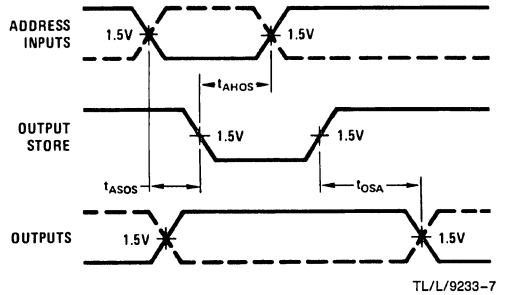 ADDRESS
INPUTS
1.5V
1.5V
tAHOS
OUTPUT
STORE
1.5V
1.5V
tASOS
tOSA
OUTPUTS
1.5V
1.5V
TL/L/9233-7